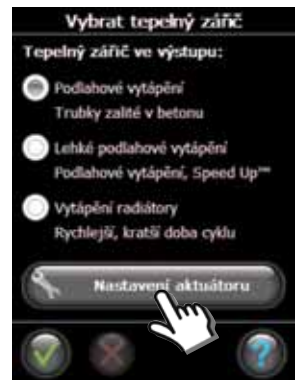 Vybrat tepelný zářič
Tepelný zářič ve výstupu:
Podlahové vytápění
Trubky zalité v betonu
Lehké podlahové vytápění
Podlahové vytápění, Speed Up™
Vytápění radiátory
Rychlejší, kratší doba cyklu
Nastavení aktuátoru
?